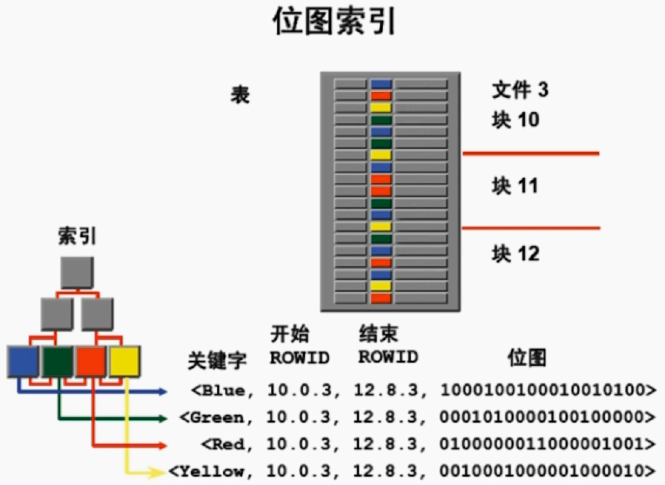 位图索引
表
文件 3
块 10
块 11
块 12
索引
关键字
开始
ROWID
结束
ROWID
位图
<Blue, 10.0.3, 12.8.3, 1000100100010010100>
<Green, 10.0.3, 12.8.3, 0001010000100100000>
<Red, 10.0.3, 12.8.3, 0100000011000001001>
<Yellow, 10.0.3, 12.8.3, 0010001000001000010>